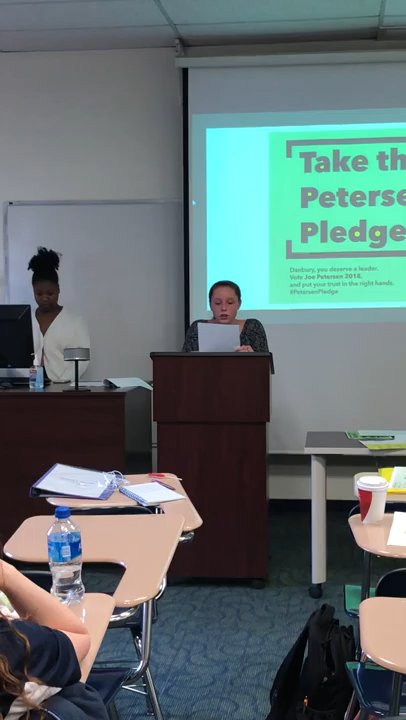 Take th
Peterse
Pledge
Danbury, you deserve a leader.
Vote Joe Petersen 2018,
and put your trust in the right hands.
#PetersenPledge